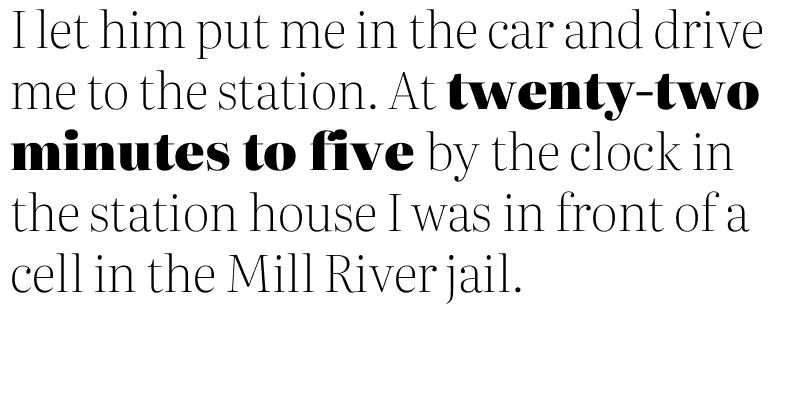 I let him put me in the car and drive
me to the station. At twenty-two
minutes to five by the clock in
the station house I was in front of a
cell in the Mill River jail.